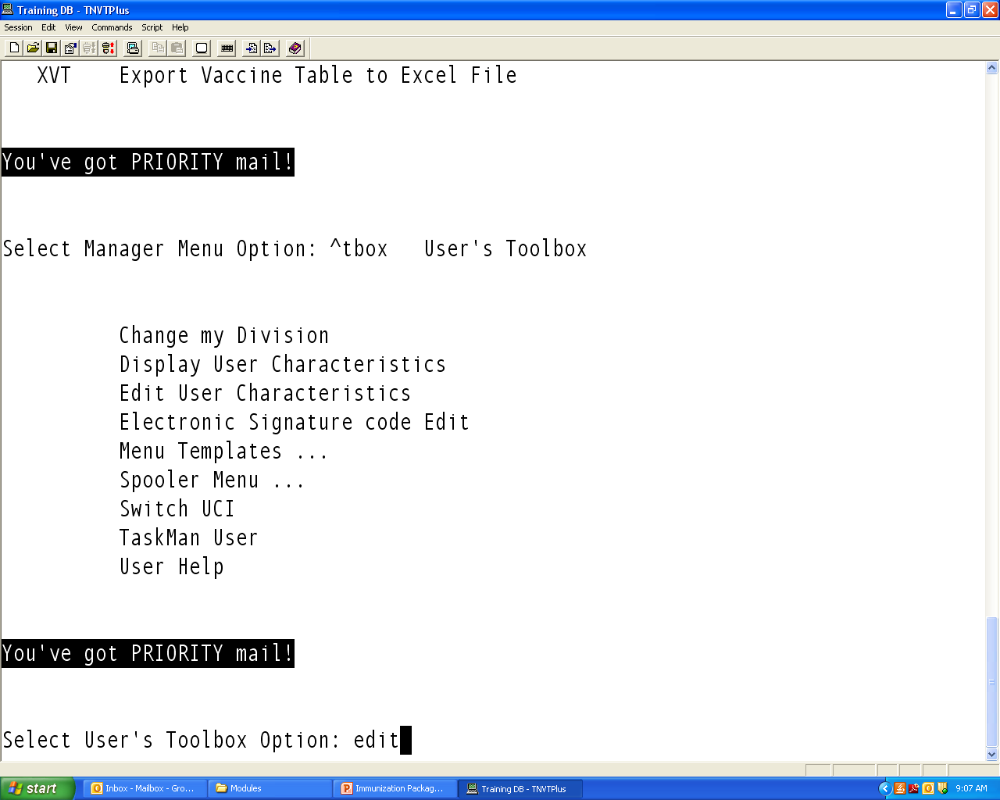 Training DB - TNVTPlus
Session Edit View Commands Script Help
XVT Export Vaccine Table to Excel File
You've got PRIORITY mail!
Select Manager Menu Option: ^tbox User's Toolbox
Change my Division
Display User Characteristics
Edit User Characteristics
Electronic Signature code Edit
Menu Templates ...
Spooler Menu ...
Switch UCI
TaskMan User
User Help
You've got PRIORITY mail!
Select User's Toolbox Option: edit
start Inbox - Mailbox - Gro... Modules Immunization Packag... Training DB - TNVTPlus 9:07 AM